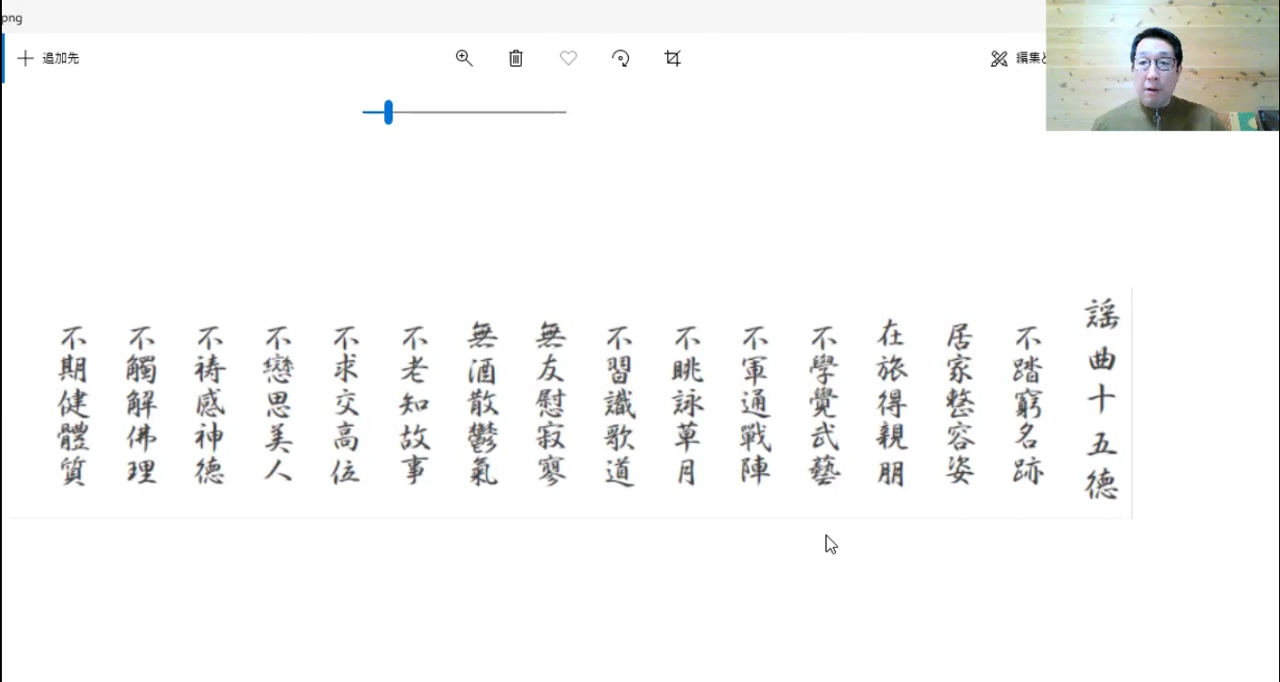 png
追加先
編集と
謡曲十五德
不踏窮名跡
居家整容姿
在旅得親朋
不學覺武藝
不軍通戰陣
不眺詠革月
不習識歌道
無友慰寂寥
無酒散鬱氣
不老知故事
不求交高位
不戀思美人
不祷感神德
不觸解佛理
不期健體質